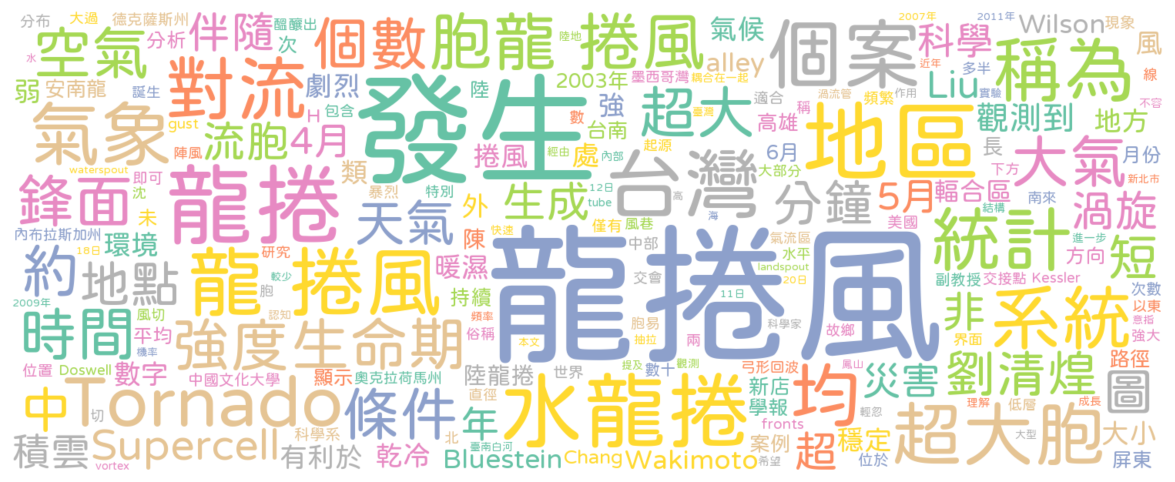 分布
大過
德克薩斯州
醞釀出
次
伴隨
個數
胞龍
捲風
陸地
氣候
個案
Wilson
2007年
2011年
現象
水
空氣
分析
科學
近年
多半
風
線
alley
稱為
安南龍
誕生
對流
劇烈
發生
2003年
墨西哥灣
耦合在一起
渦流管
Liu
實驗
弱
包含
陸
強
超大
適合
頻繁
作用
氣象
gust
H
數
台南
臺灣
稱
高雄
地區
觀測到
地方
不容
流胞
4月
捲風
經由
內部
起源
長
陣風
處
6月
下方
大氣
月份
waterspout
類
大部分
新北市
鋒面
即可
沈
龍捲
暴烈
特別
12日
tube
台灣
高
5月
輻合區
南來
結構
未
天氣
外
生成
分鐘
美國
統計
渦旋
內布拉斯加州
環境
快速
僅有
風巷
海
進一步
18日
研究
陳
中部
氣流區
水平
方向
短
約
地點
較少
龍捲風
暖濕
交會
landspout
20日
副教授
交接點
Kessler
2009年
風切
胞
認知
持續
頻率
龍捲風
11日
非
系統
次數
以東
意指
時間
平均
機率
強度生命期
俗稱
本文
胞易
抽拉
兩
科學家
故鄉
界面
強大
位置
Doswell
數字
提及
觀測
弓形回波
鳳山
劉清煌
路徑
中國文化大學
顯示
奧克拉荷馬州
陸龍捲
世界
數十
新店
災害
理解
低層
成長
圖
中
Tornado
條件
直徑
水龍捲
學報
均
輕忽
切
年
fronts
大型
積雲
Supercell
科學系
北
臺南白河
案例
超
穩定
超大胞
大小
vortex
有利於
乾冷
Bluestein
Chang
Wakimoto
希望
位於
屏東